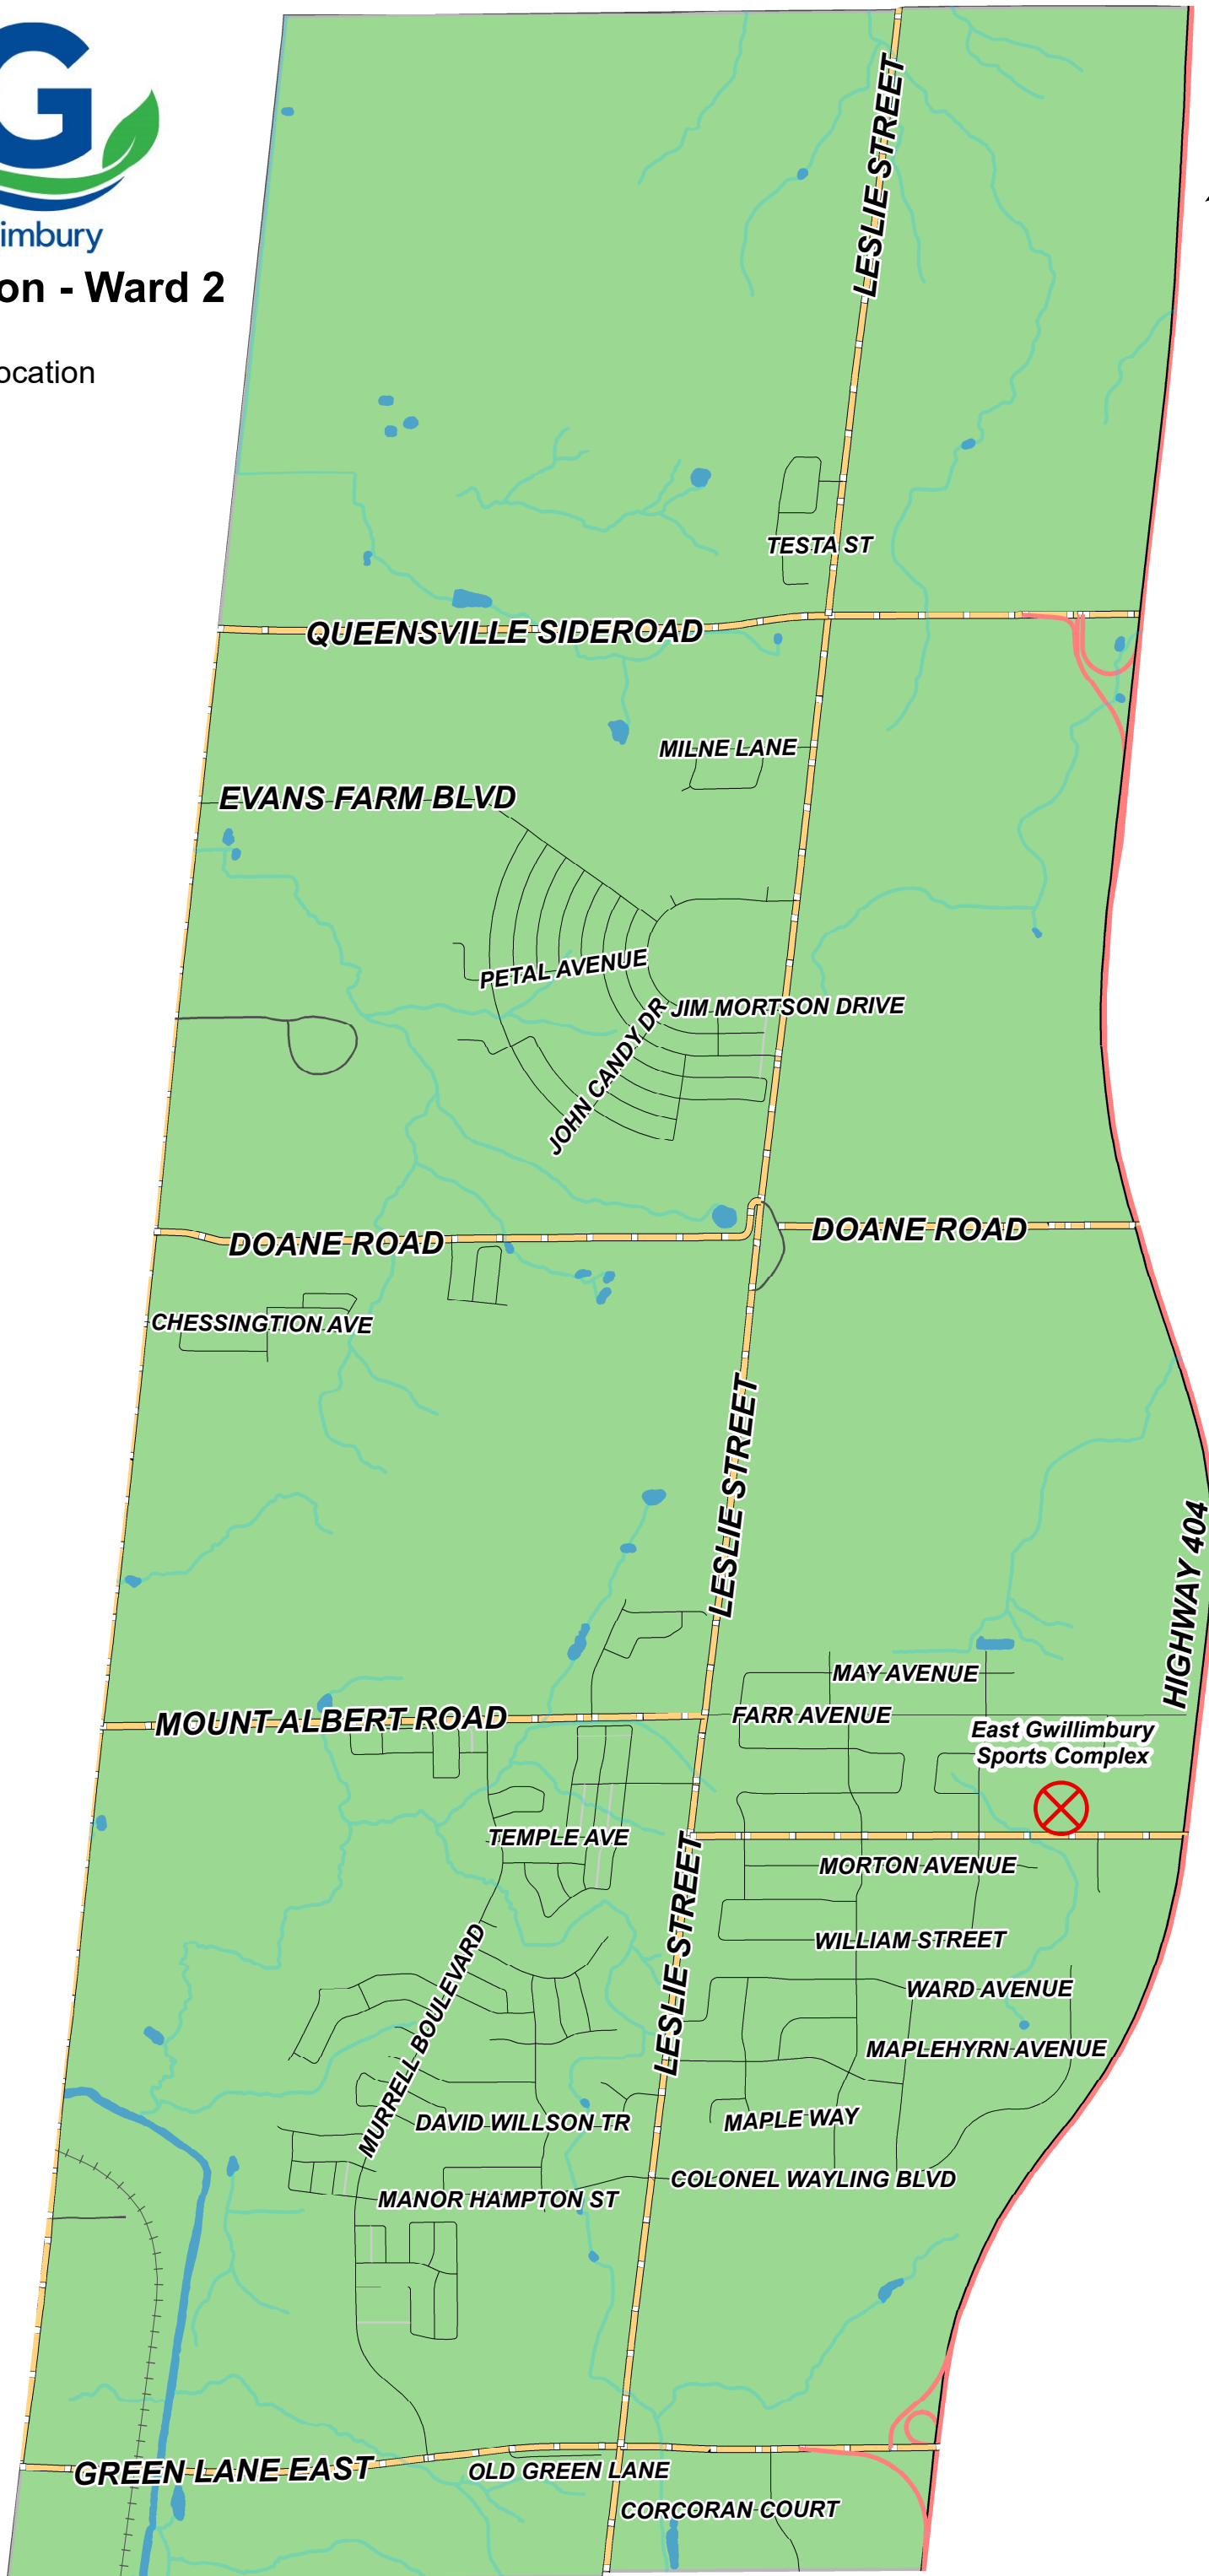 G
imbury
on - Ward 2
ocation
LESLIE STREET
TESTA ST
QUEENSVILLE SIDEROAD
MILNE LANE
EVANS FARM BLVD
PETAL AVENUE
JIM MORTSON DRIVE
JOHN CANDY DR
DOANE ROAD
DOANE ROAD
CHESSINGTION AVE
LESLIE STREET
HIGHWAY 404
MAY AVENUE
MOUNT ALBERT ROAD
FARR AVENUE
East Gwillimbury
Sports Complex
TEMPLE AVE
MORTON AVENUE
LESLIE STREET
WILLIAM STREET
MURRELL BOULEVARD
WARD AVENUE
MAPLEHYRN AVENUE
DAVID WILLSON TR
MAPLE WAY
COLONEL WAYLING BLVD
MANOR HAMPTON ST
GREEN LANE EAST
OLD GREEN LANE
CORCORAN COURT